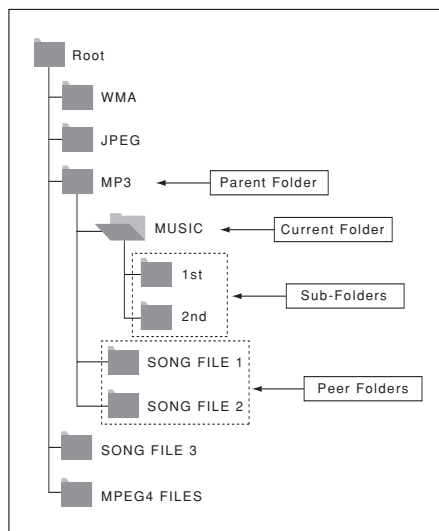 Root
WMA
JPEG
MP3
Parent Folder
MUSIC
Current Folder
1st
Sub-Folders
2nd
SONG FILE 1
Peer Folders
SONG FILE 2
SONG FILE 3
MPEG4 FILES